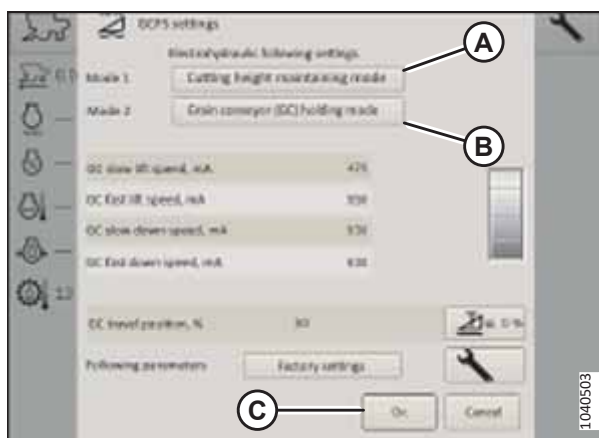 GCPS settings
Electrohydraulic following settings
Mode 1 Cutting height maintaining mode
Mode 2 Grain conveyor (GC) holding mode
GC slow lift speed, mA 475
GC fast lift speed, mA
GC slow down speed, mA
GC fast down speed, mA
GC travel position, %
Following parameters Factory settings
Ok Cancel
A
B
C
1040503